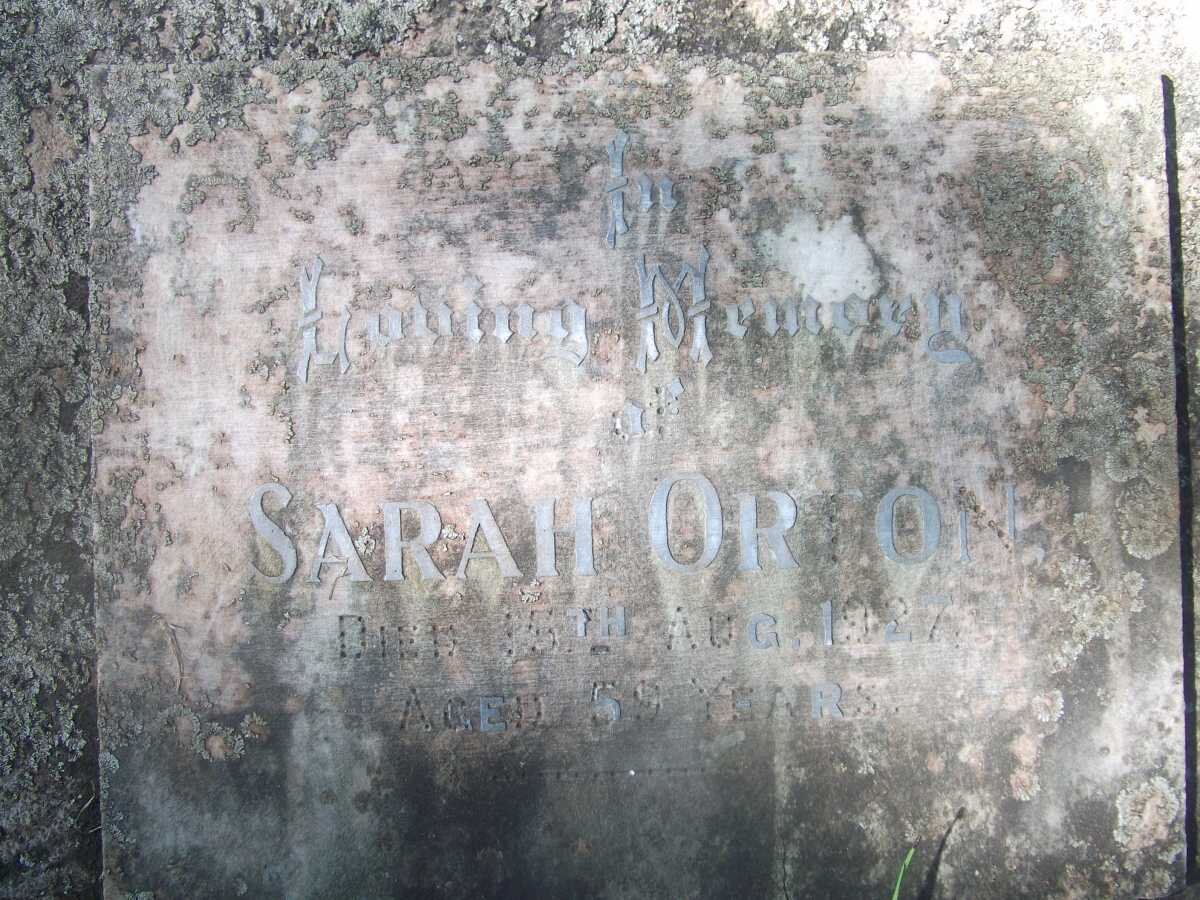 In
Loving Memory
of
SARAH ORTON,
DIED 15TH AUG. 1927.
AGED 59 YEARS.